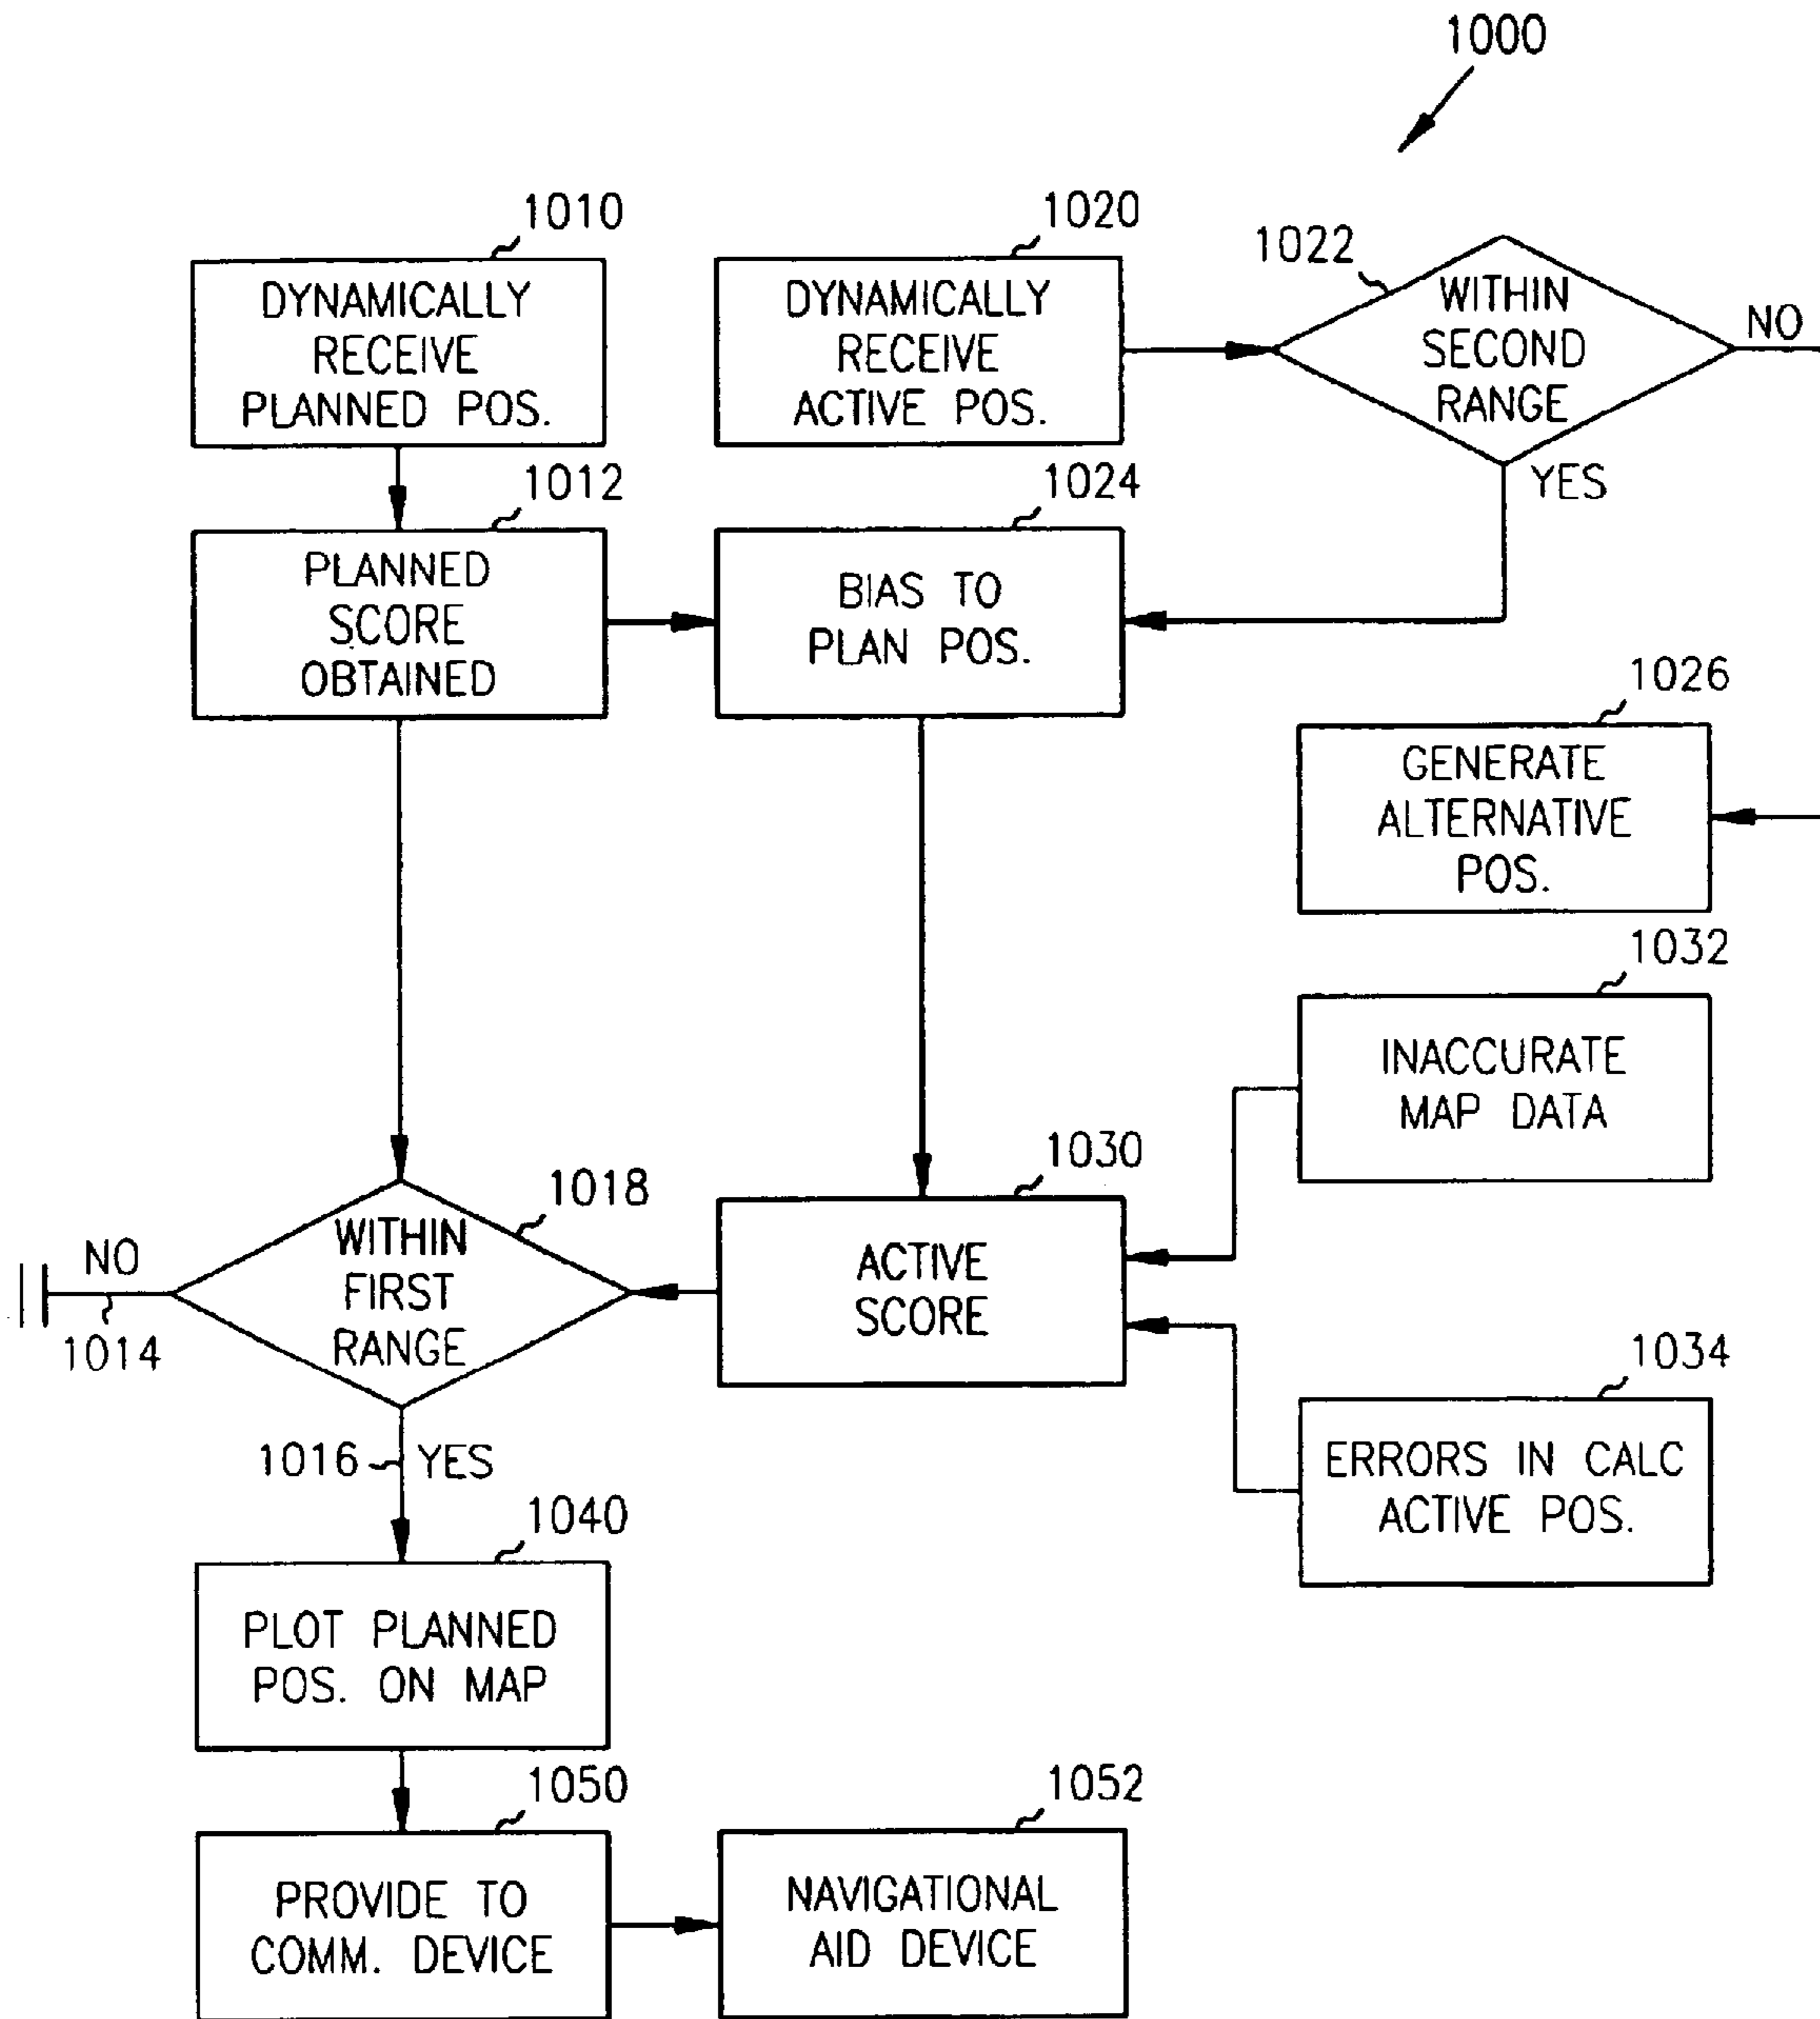 1000
1010
DYNAMICALLY
RECEIVE
PLANNED POS.
1020
DYNAMICALLY
RECEIVE
ACTIVE POS.
1022
WITHIN
SECOND
RANGE
NO
YES
1012
PLANNED
SCORE
OBTAINED
1024
BIAS TO
PLAN POS.
1026
GENERATE
ALTERNATIVE
POS.
1032
INACCURATE
MAP DATA
1018
WITHIN
FIRST
RANGE
NO
1014
1030
ACTIVE
SCORE
1034
ERRORS IN CALC
ACTIVE POS.
1016 YES
1040
PLOT PLANNED
POS. ON MAP
1050
PROVIDE TO
COMM. DEVICE
1052
NAVIGATIONAL
AID DEVICE